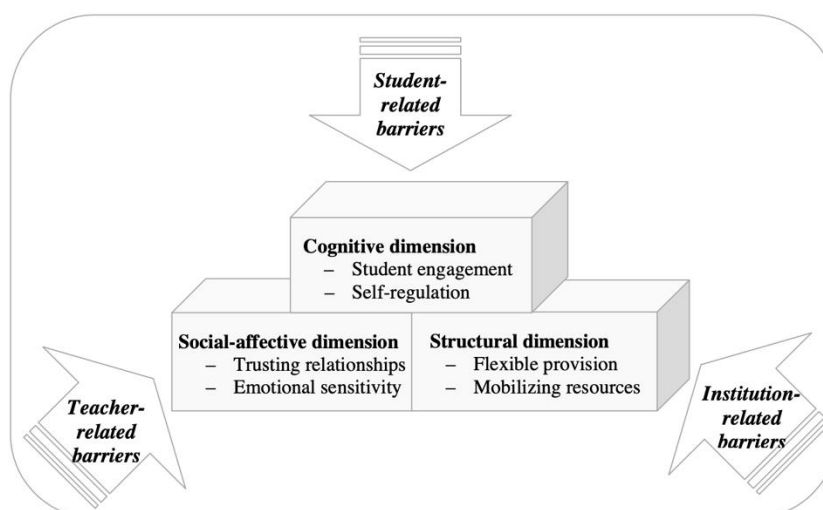 Student-
related
barriers
Cognitive dimension
– Student engagement
– Self-regulation
Social-affective dimension
– Trusting relationships
– Emotional sensitivity
Structural dimension
– Flexible provision
– Mobilizing resources
Teacher-
related
barriers
Institution-
related
barriers